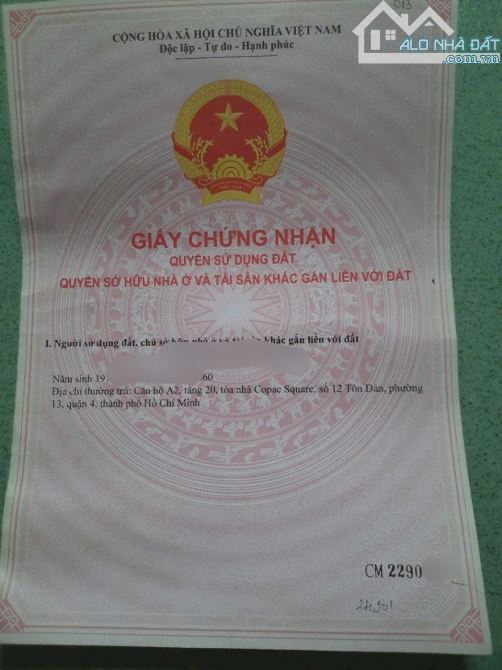 CỘNG HÒA XÃ HỘI CHỦ NGHĨA VIỆT NAM
Độc lập - Tự do - Hạnh phúc
ALO NHÀ ĐẤT
.com.vn
GIẤY CHỨNG NHẬN
QUYỀN SỬ DỤNG ĐẤT
QUYỀN SỞ HỮU NHÀ Ở VÀ TÀI SẢN KHÁC GẮN LIỀN VỚI ĐẤT
I. Người sử dụng đất, chủ sở hữu nhà ở và tài sản khác gắn liền với đất
Năm sinh 19 60
Địa chỉ thường trú: Căn hộ A2, tầng 20, tòa nhà Copac Square, số 12 Tôn Đản, phường
13, quận 4, thành phố Hồ Chí Minh
CM 2290